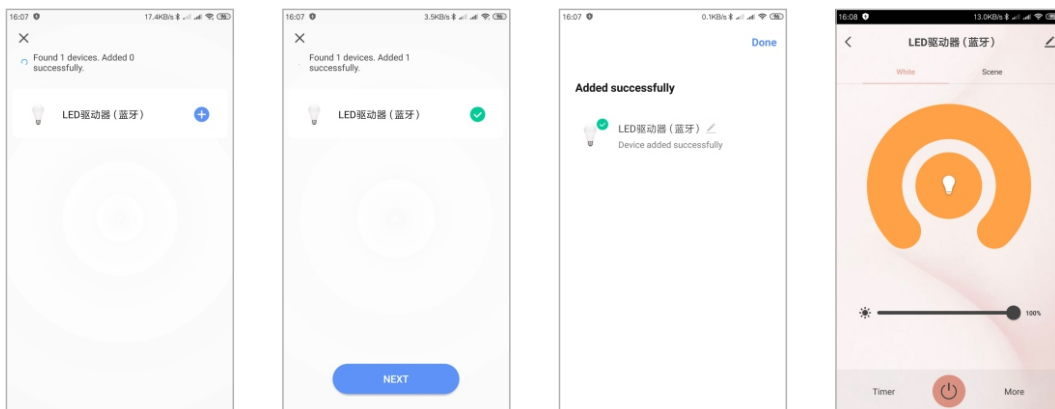 16:07 17.4KB/s 96
Found 1 devices. Added 0
successfully.
LED驱动器（蓝牙）
16:07 3.5KB/s 96
Found 1 devices. Added 1
successfully.
LED驱动器（蓝牙）
NEXT
16:07 0.1KB/s 96
Done
Added successfully
LED驱动器（蓝牙）
Device added successfully
16:08 13.0KB/s
LED驱动器（蓝牙）
White Scene
100%
Timer More